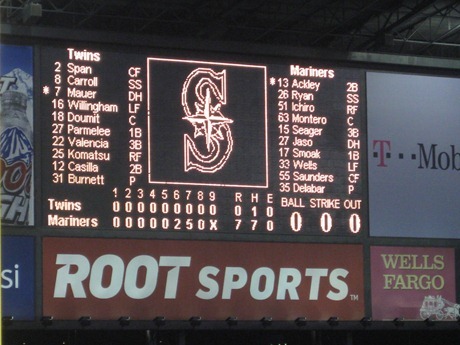 Twins
2 Span CF
8 Carroll SS
* 7 Mauer DH
16 Willingham LF
18 Doumit C
27 Parmelee 1B
22 Valencia 3B
25 Komatsu RF
12 Casilla 2B
31 Burnett P
Mariners
* 13 Ackley 2B
26 Ryan SS
51 Ichiro RF
63 Montero C
15 Seager 3B
27 Jaso DH
17 Smoak 1B
33 Wells LF
55 Saunders CF
35 Delabar P
S
1 2 3 4 5 6 7 8 9 R H E
Twins 0 0 0 0 0 0 0 0 0 0 1 0
Mariners 0 0 0 0 0 2 5 0 X 7 7 0
BALL STRIKE OUT
0 0 0
T··Mob
si
ROOT SPORTS™
WELLS
FARGO